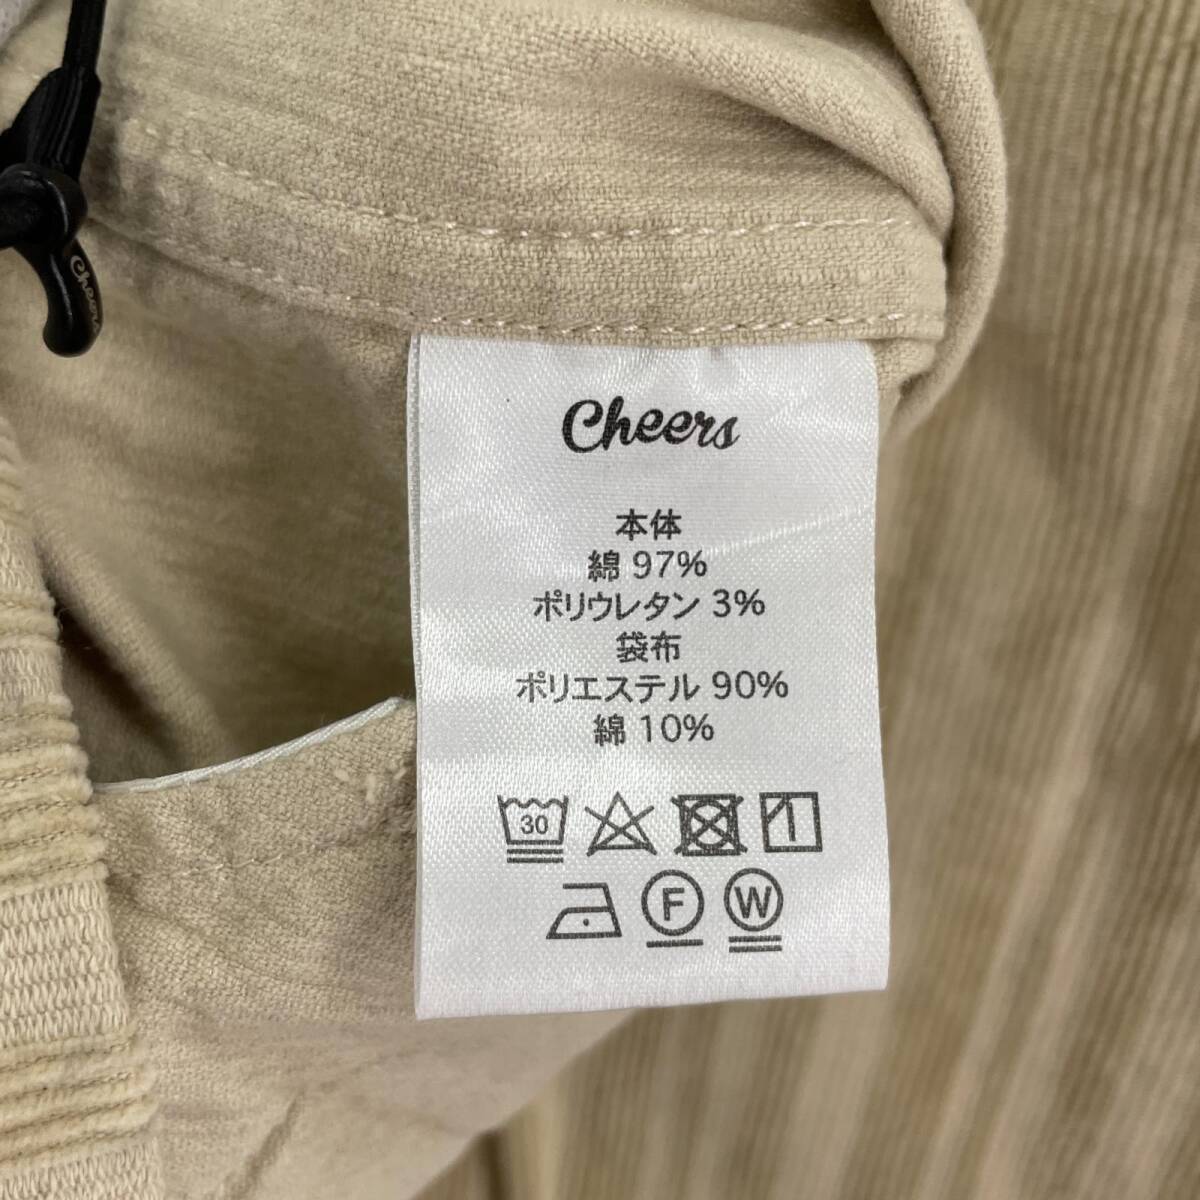 Cheers
Cheers
本体
綿 97%
ポリウレタン 3%
袋布
ポリエステル 90%
綿 10%
30
F W